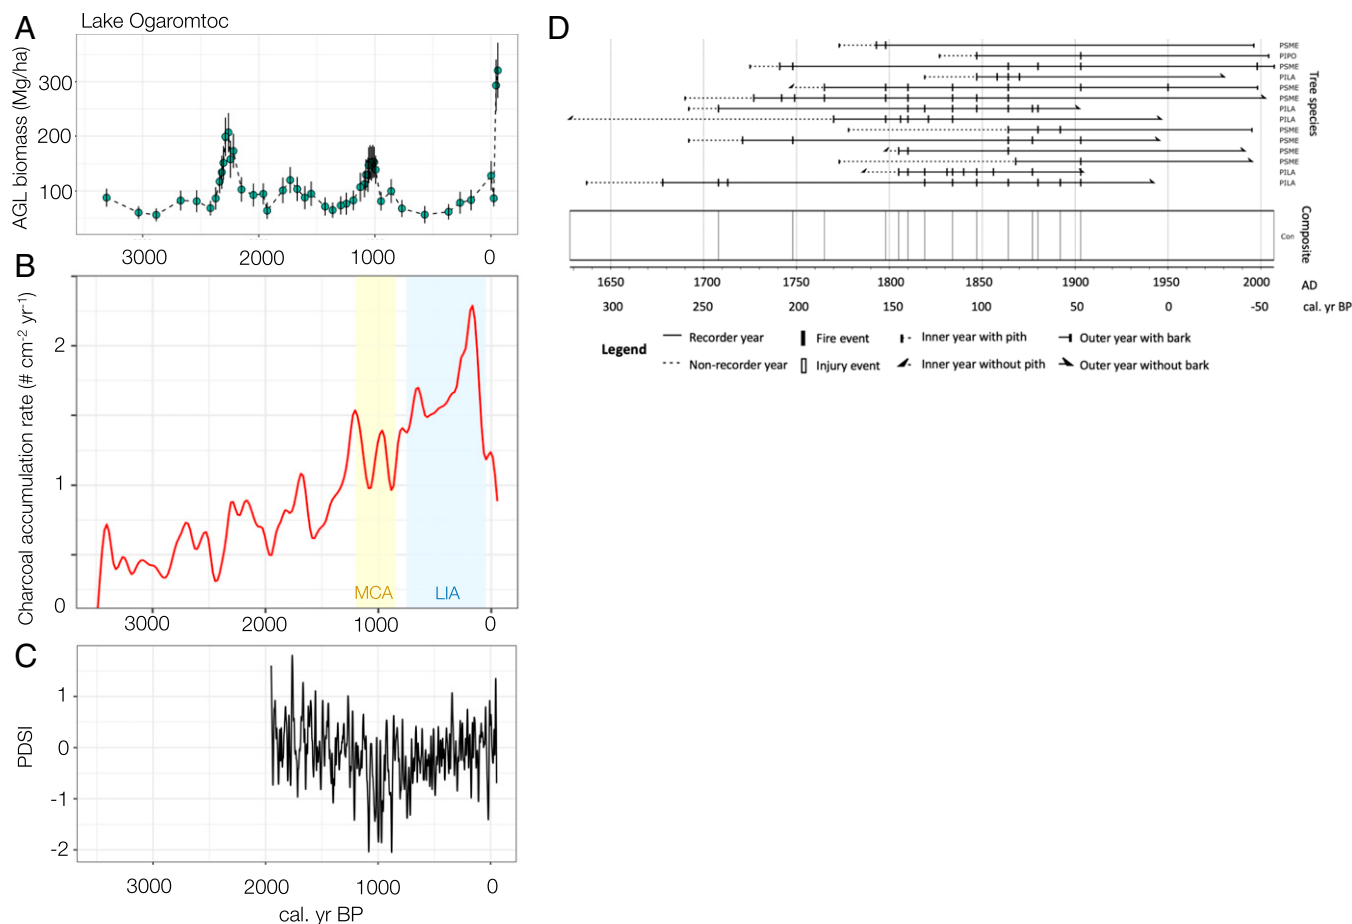 A
Lake Ogaromtoc
AGL biomass (Mg/ha)
300
200
100
3000
2000
1000
0
B
Charcoal accumulation rate (# cm-2 yr-1)
2
1
0
MCA
LIA
3000
2000
1000
0
C
PDSI
1
0
-1
-2
3000
2000
1000
0
cal. yr BP
D
PSME
PIPO
PSME
PILA
PSME
PSME
PILA
PILA
PSME
PSME
PSME
PSME
PILA
PILA
Tree species
Composite
Con
1650 1700 1750 1800 1850 1900 1950 2000 AD
300 250 200 150 100 50 0 -50 cal. yr BP
Legend
Recorder year
Fire event
Inner year with pith
Outer year with bark
Non-recorder year
Injury event
Inner year without pith
Outer year without bark